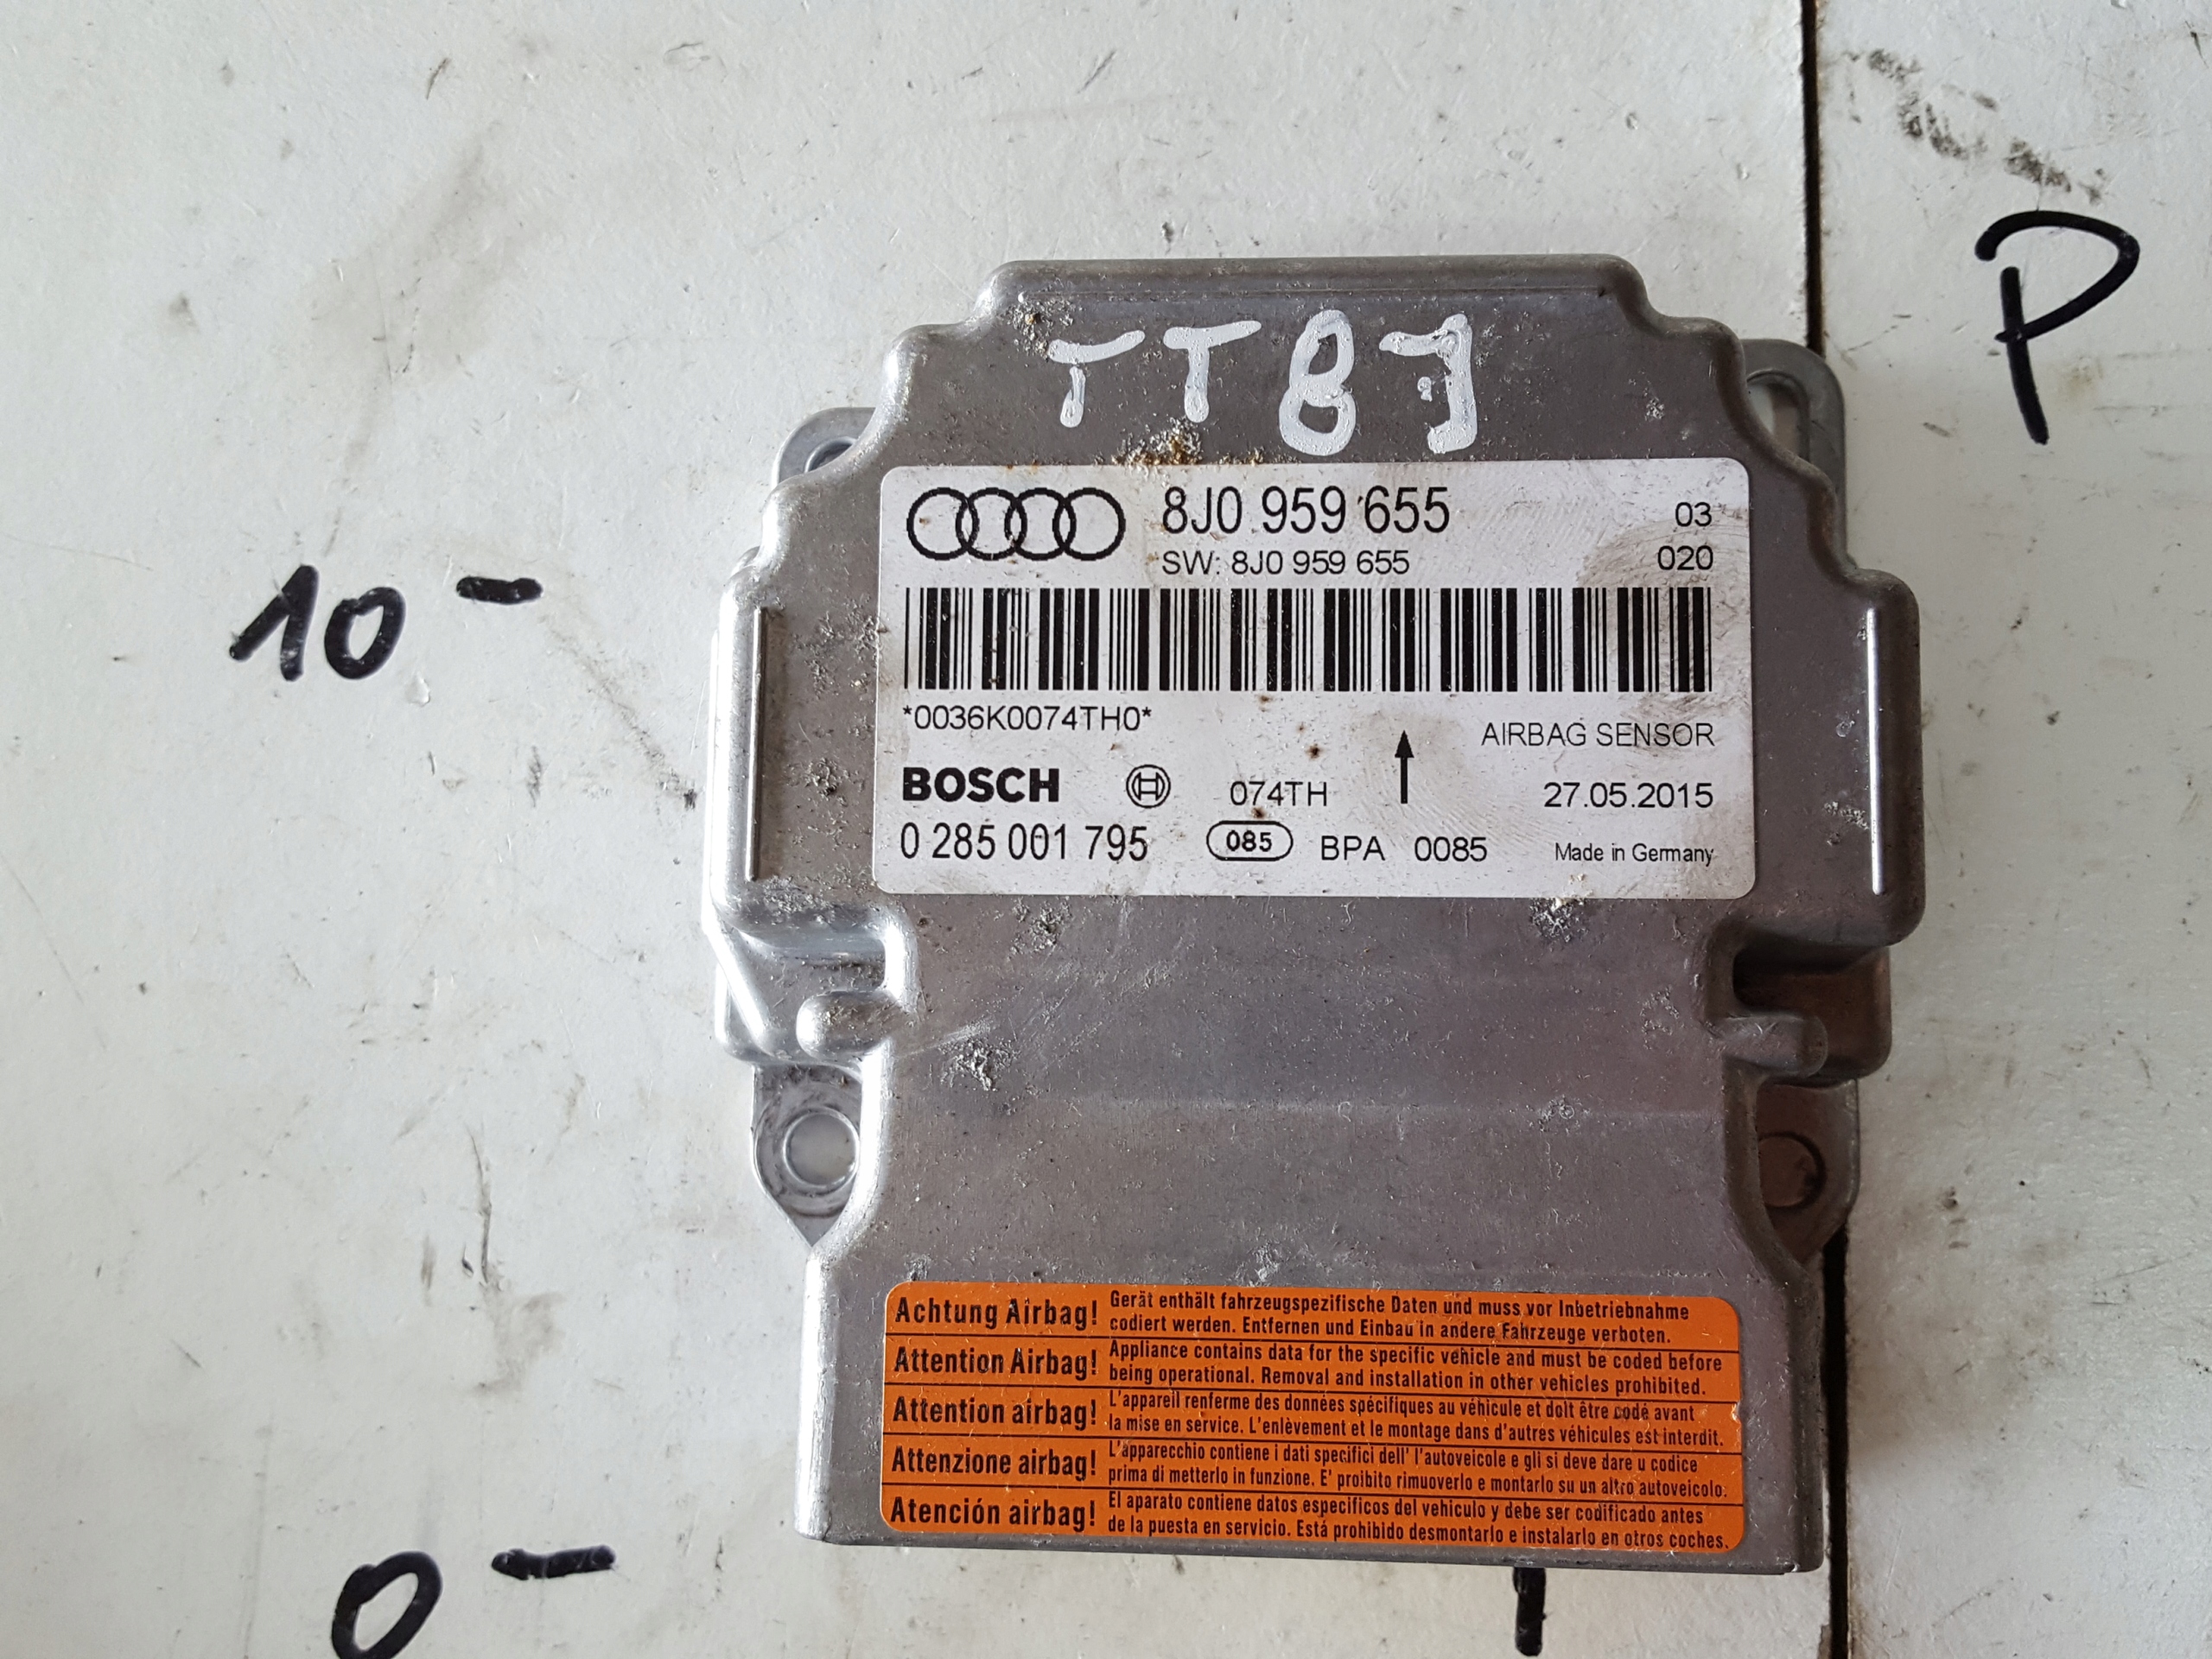 P
TT8J
8J0 959 655 03
SW: 8J0 959 655 020
10-
*0036K0074TH0*
AIRBAG SENSOR
BOSCH 074TH 27.05.2015
0 285 001 795 085 BPA 0085 Made in Germany
Achtung Airbag! Gerät enthält fahrzeugspezifische Daten und muss vor Inbetriebnahme
codiert werden. Entfernen und Einbau in andere Fahrzeuge verboten.
Attention Airbag! Appliance contains data for the specific vehicle and must be coded before
being operational. Removal and installation in other vehicles prohibited.
Attention airbag! L'appareil renferme des données spécifiques au véhicule et doit être codé avant
la mise en service. L'enlèvement et le montage dans d'autres véhicules est interdit.
Attenzione airbag! L'apparecchio contiene i dati specifici dell' l'autoveicole e gli si deve dare u codice
prima di metterlo in funzione. E' proibito rimuoverlo e montarlo su un altro autoveicolo.
Atención airbag! El aparato contiene datos especificos del vehiculo y debe ser codificado antes
de la puesta en servicio. Está prohibido desmontarlo e instalarlo en otros coches.
0-